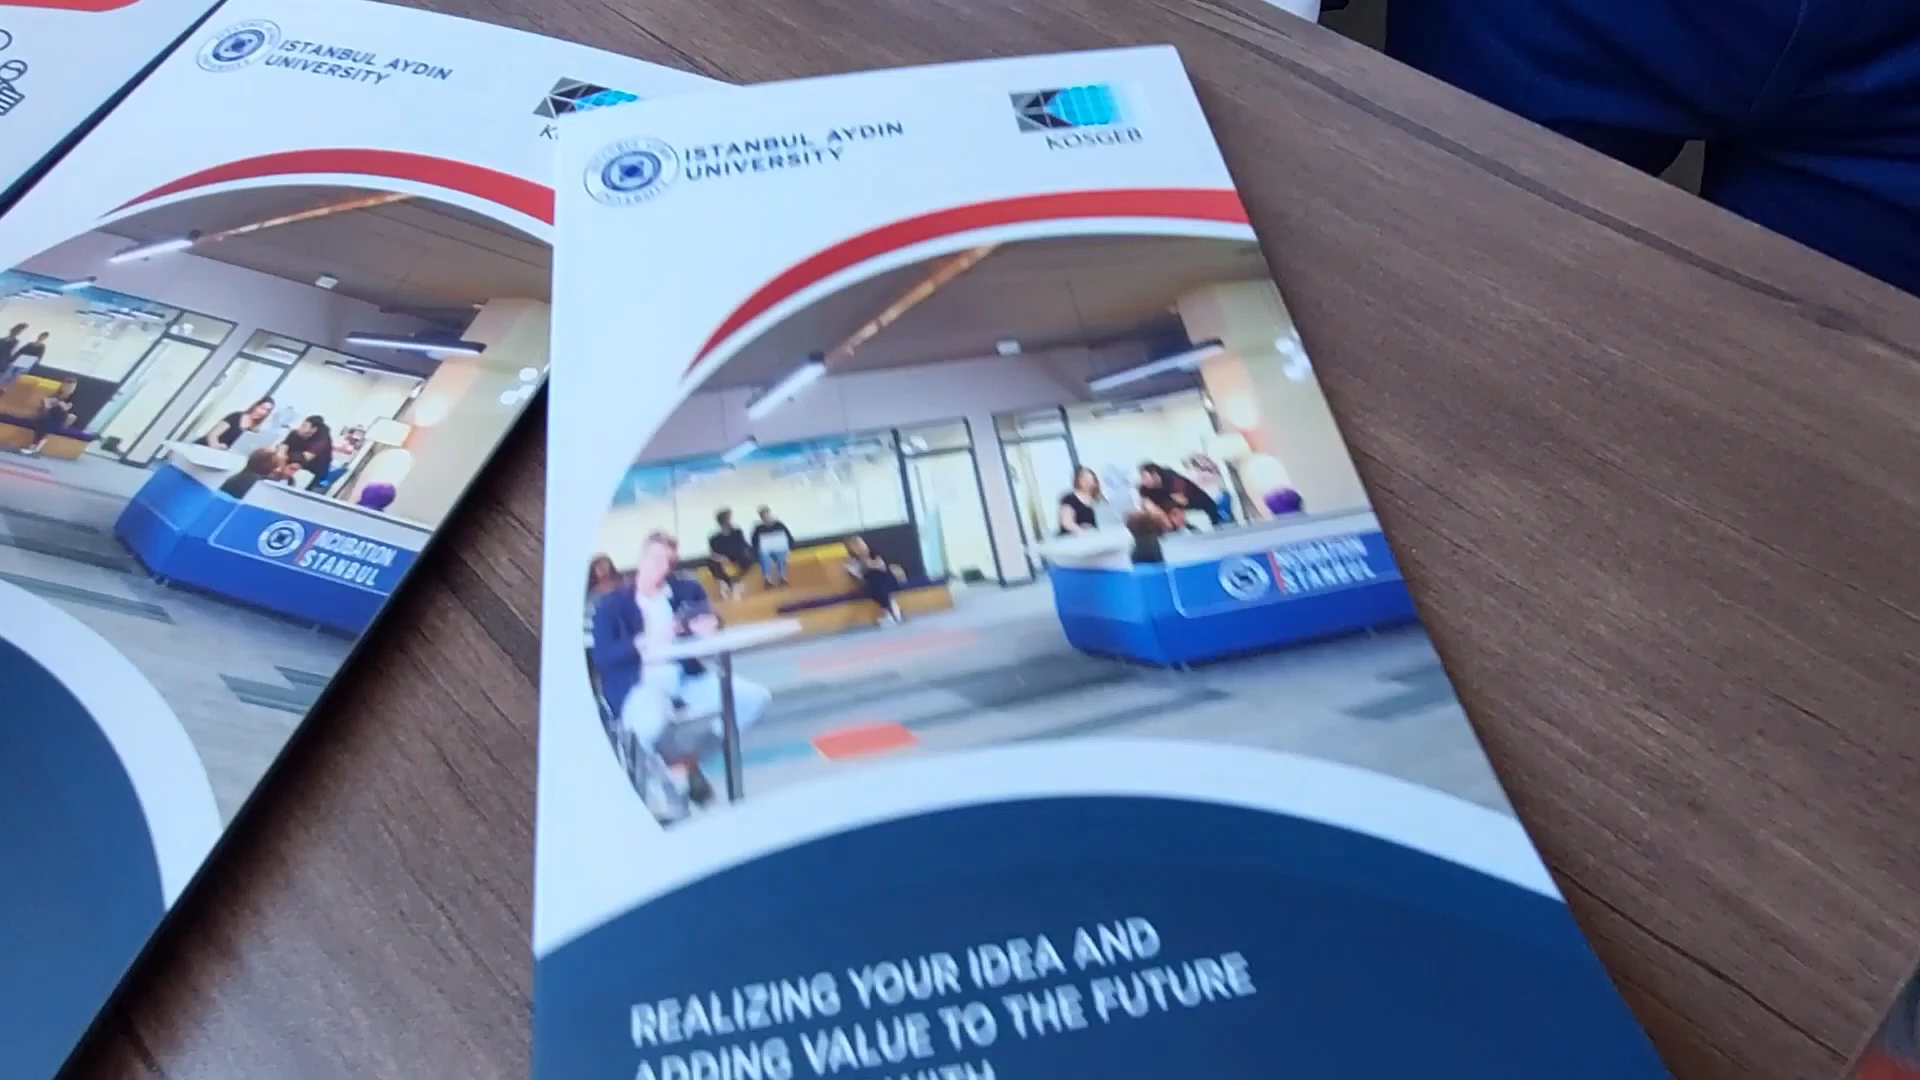 ISTANBUL AYDIN
UNIVERSITY
INCUBATION
ISTANBUL
ISTANBUL AYDIN
UNIVERSITY
KOSGEB
INCUBATION
ISTANBUL
REALIZING YOUR IDEA AND
ADDING VALUE TO THE FUTURE
WITH